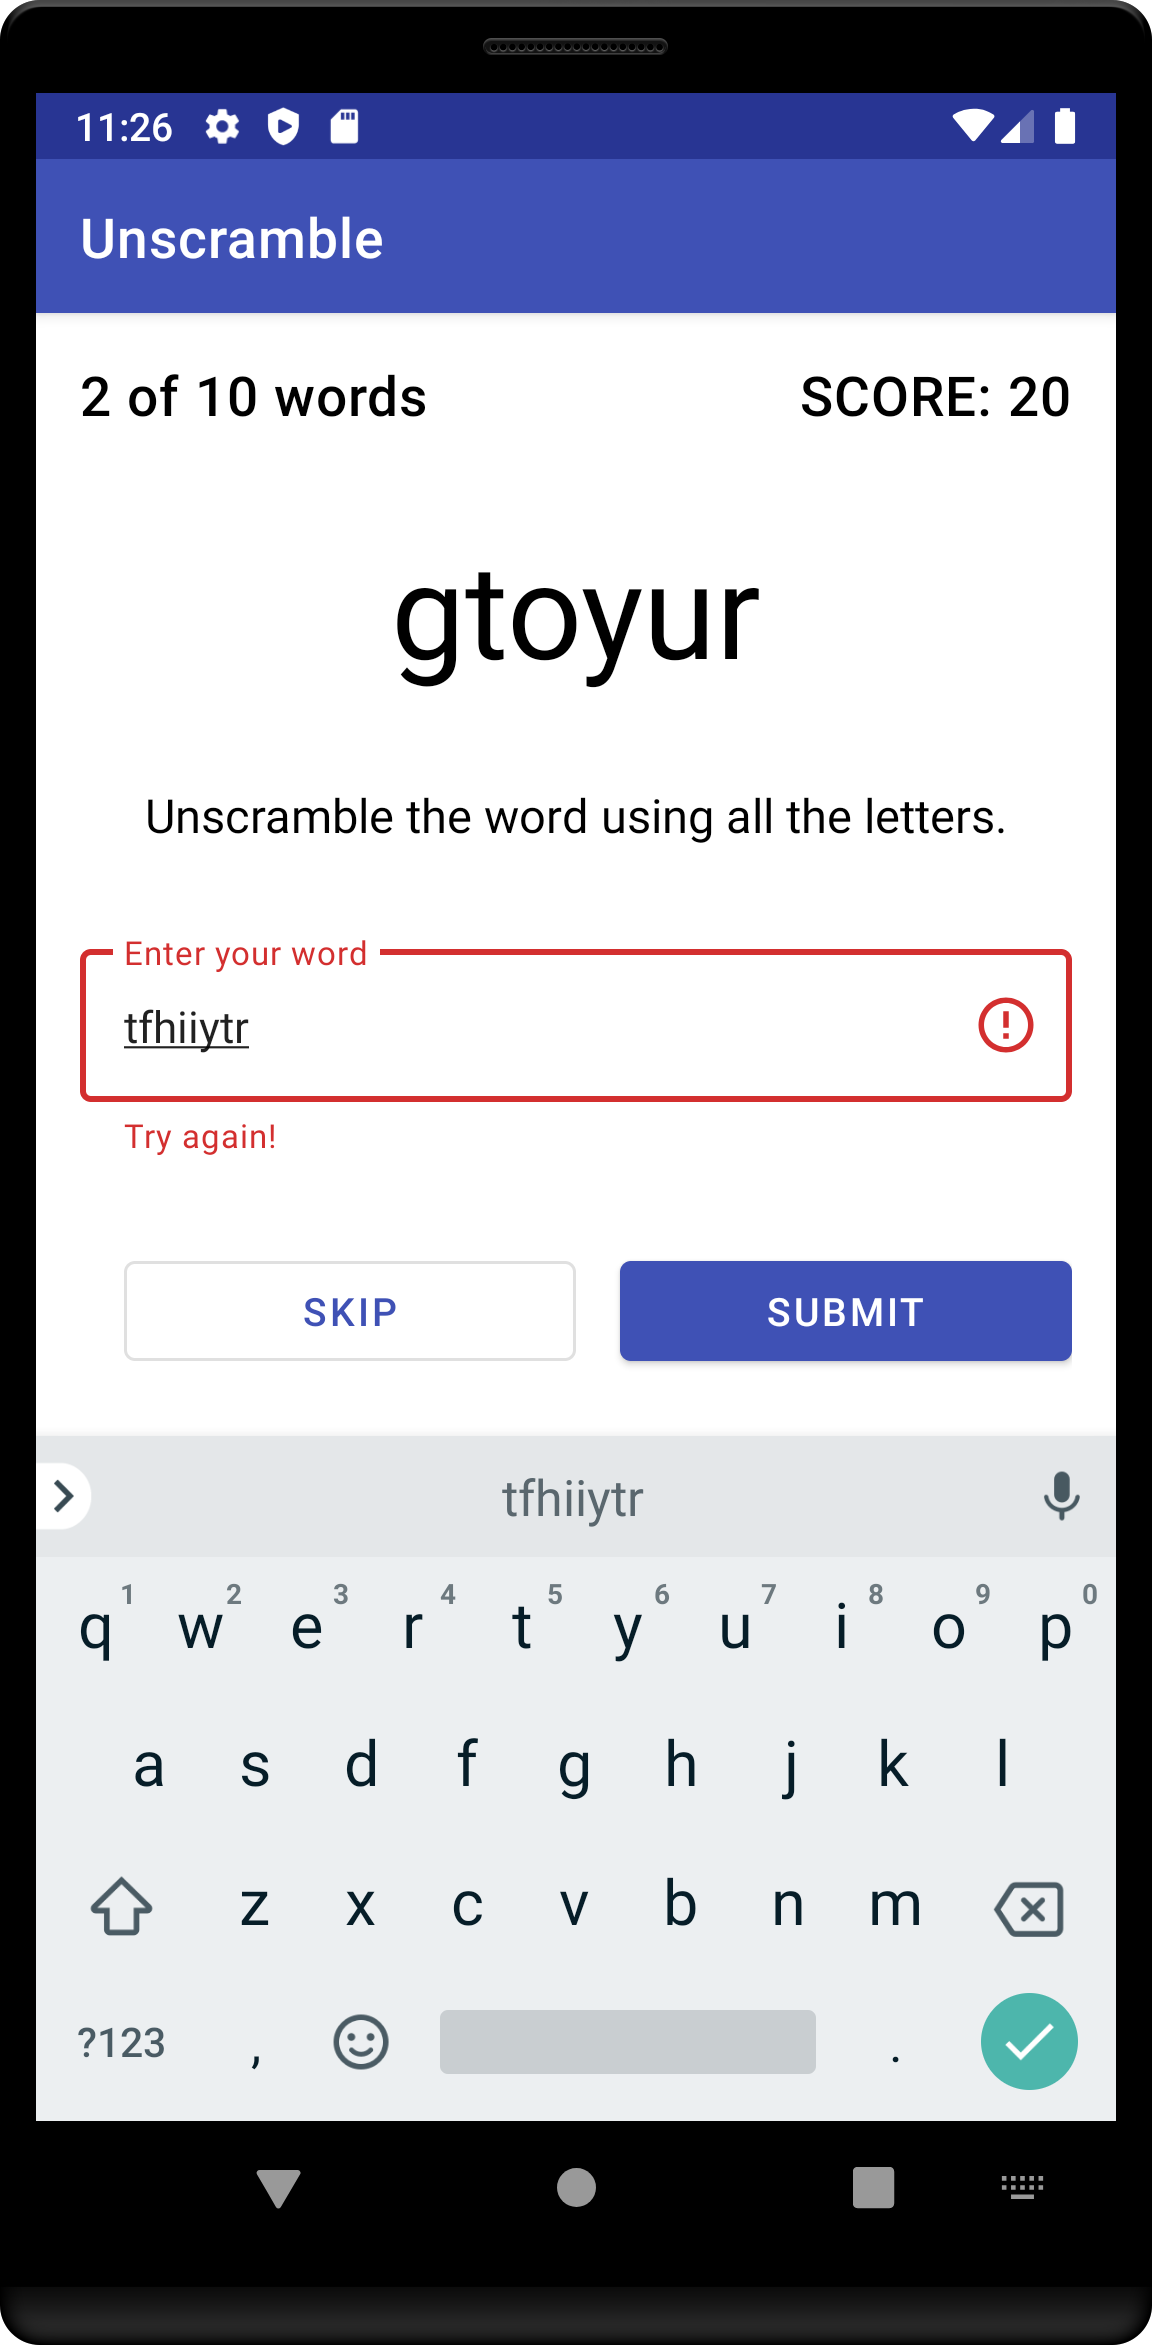 11:26
Unscramble
2 of 10 words SCORE: 20
gtoyur
Unscramble the word using all the letters.
Enter your word
tfhiiytr
Try again!
SKIP SUBMIT
tfhiiytr
1 2 3 4 5 6 7 8 9 0
q w e r t y u i o p
a s d f g h j k l
z x c v b n m
?123 , .